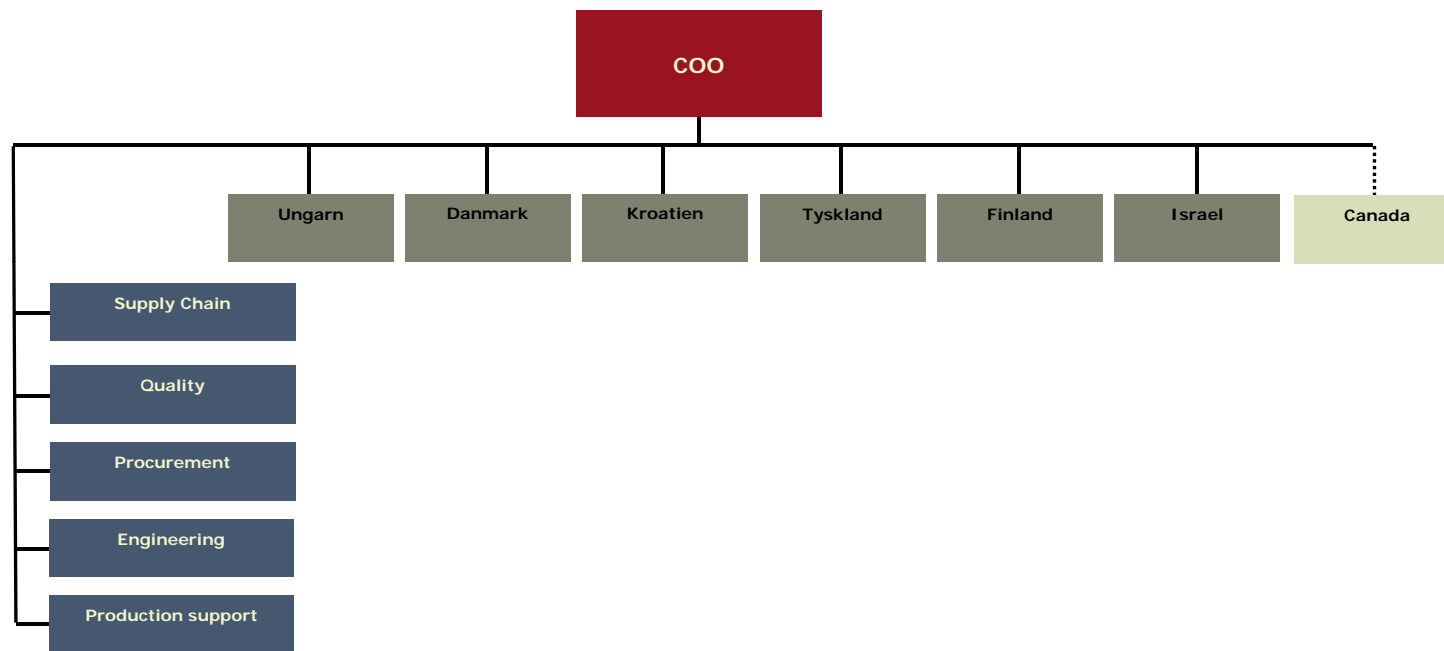 COO
Ungarn
Danmark
Kroatien
Tyskland
Finland
Israel
Canada
Supply Chain
Quality
Procurement
Engineering
Production support